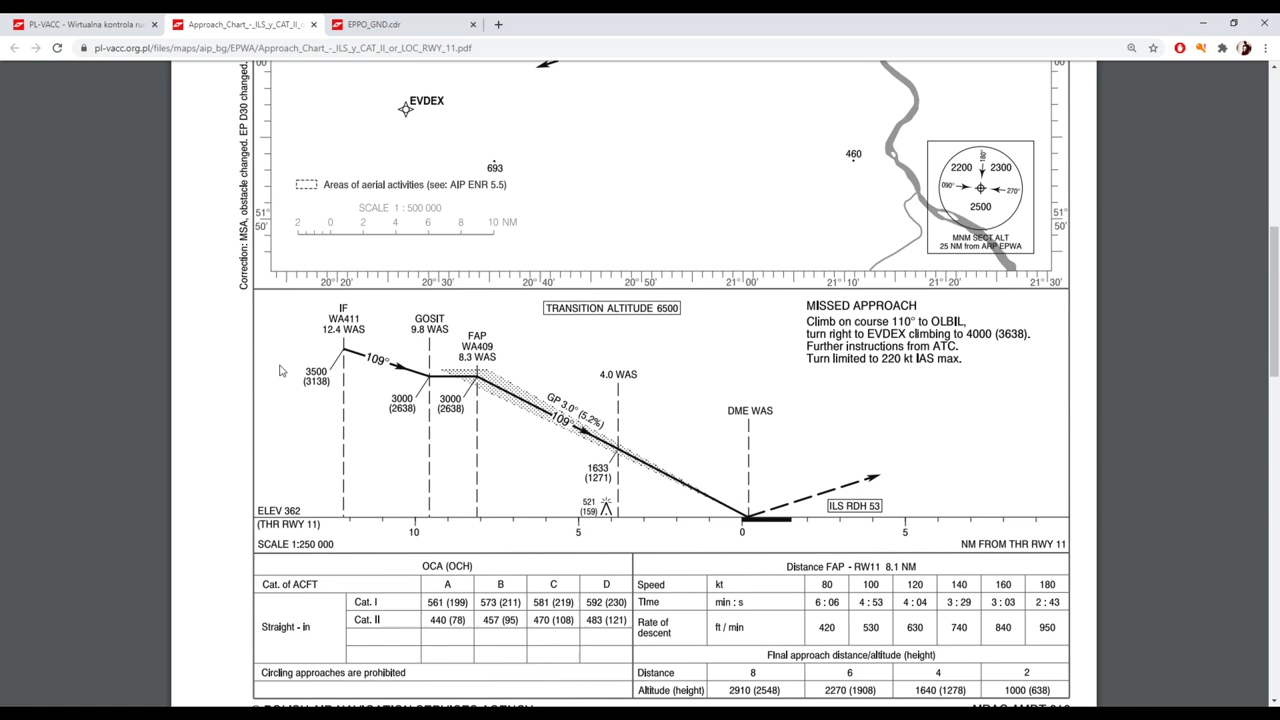 PL-VACC - Wirtualna kontrola ru
Approach_Chart_-_ILS_y_CAT_II_o
EPPO_GND.cdr
pl-vacc.org.pl/files/maps/aip_bg/EPWA/Approach_Chart_-_ILS_y_CAT_II_or_LOC_RWY_11.pdf
Correction: MSA, obstacle changed. EP D30 changed.
00
00
EVDEX
693
460
Areas of aerial activities (see: AIP ENR 5.5)
SCALE 1 : 500 000
2 0 2 4 6 8 10 NM
180°
2200 2300
090° 270°
2500
MNM SECT ALT
25 NM from ARP EPWA
51°
50'
51°
50'
20° 20' 20° 30' 20° 40' 20° 50' 21° 00' 21° 10' 21° 20' 21° 30'
TRANSITION ALTITUDE 6500
MISSED APPROACH
Climb on course 110° to OLBIL,
turn right to EVDEX climbing to 4000 (3638).
Further instructions from ATC.
Turn limited to 220 kt IAS max.
IF
WA411
12.4 WAS
GOSIT
9.8 WAS
FAP
WA409
8.3 WAS
4.0 WAS
DME WAS
109°
3500
(3138)
3000
(2638)
3000
(2638)
GP 3.0° (5.2%)
109°
1633
(1271)
521
(159)
ILS RDH 53
ELEV 362
(THR RWY 11)
SCALE 1:250 000
10 5 0 5
NM FROM THR RWY 11
OCA (OCH)
Cat. of ACFT A B C D
Straight - in
Cat. I 561 (199) 573 (211) 581 (219) 592 (230)
Cat. II 440 (78) 457 (95) 470 (108) 483 (121)
Circling approaches are prohibited
Distance FAP - RW11 8.1 NM
Speed kt 80 100 120 140 160 180
Time min : s 6 : 06 4 : 53 4 : 04 3 : 29 3 : 03 2 : 43
Rate of descent ft / min 420 530 630 740 840 950
Final approach distance/altitude (height)
Distance 8 6 4 2
Altitude (height) 2910 (2548) 2270 (1908) 1640 (1278) 1000 (638)